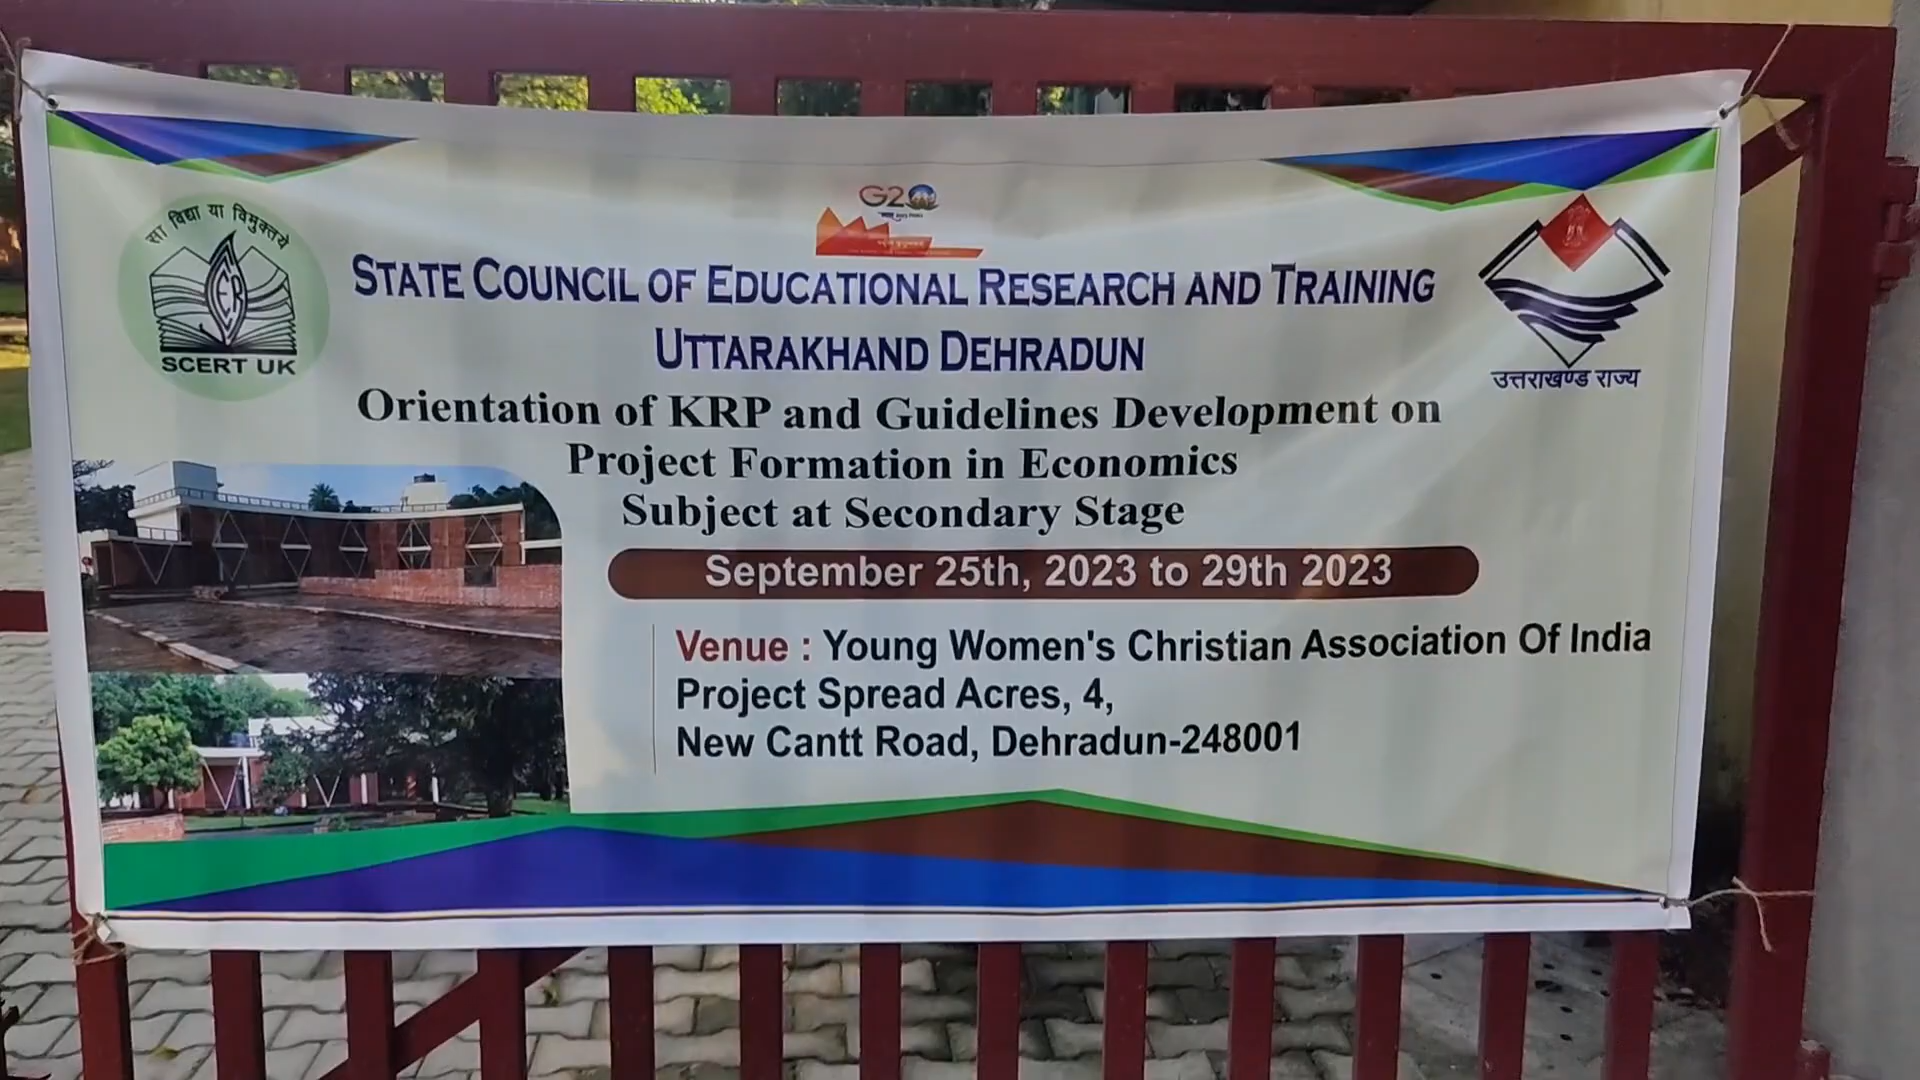 G20
सा विद्या या विमुक्तये
SCERT UK
STATE COUNCIL OF EDUCATIONAL RESEARCH AND TRAINING
UTTARAKHAND DEHRADUN
उत्तराखण्ड राज्य
Orientation of KRP and Guidelines Development on
Project Formation in Economics
Subject at Secondary Stage
September 25th, 2023 to 29th 2023
Venue : Young Women's Christian Association Of India
Project Spread Acres, 4,
New Cantt Road, Dehradun-248001